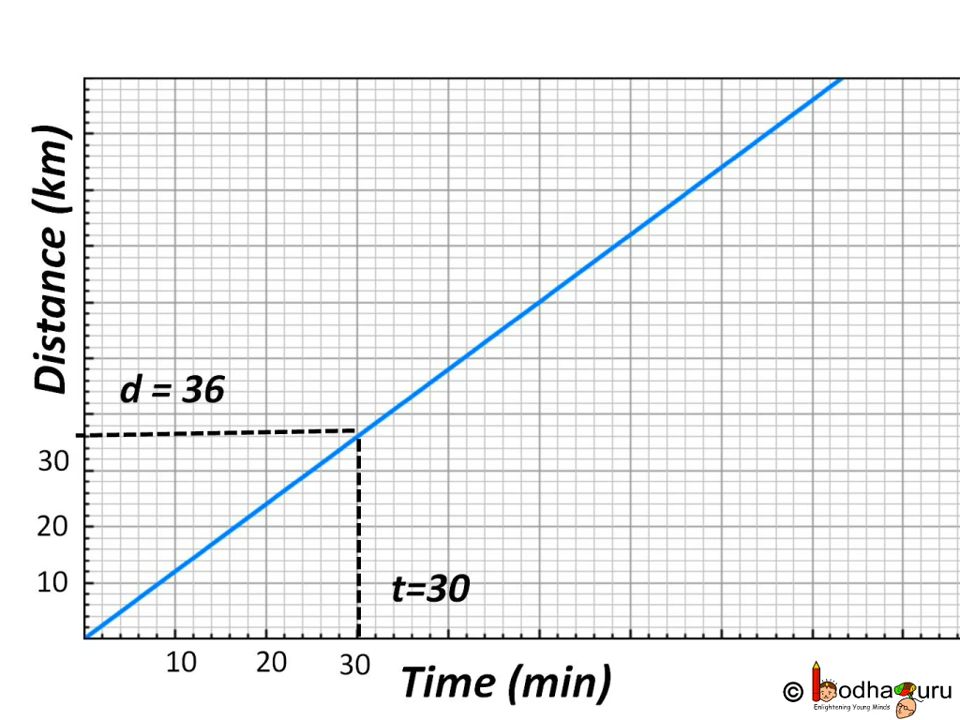 Distance (km)
d = 36
30
20
10
t=30
10 20 30
Time (min)
© BodhaGuru
Enlightening Young Minds